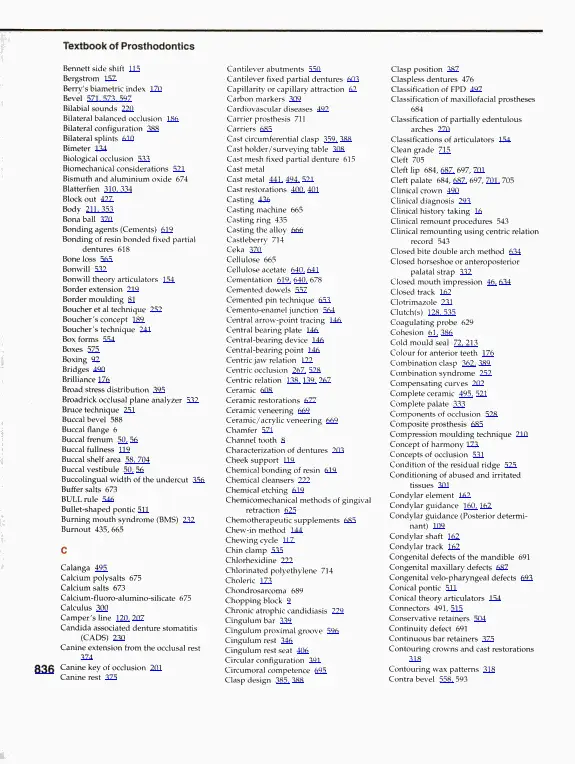 Textbook of Prosthodontics
Bennett side shift 115
Bergstrom 157
Berry's biametric index 170
Bevel 571, 573, 597
Bilabial sounds 220
Bilateral balanced occlusion 186
Bilateral configuration 388
Bilateral splints 610
Bimeter 134
Biological occlusion 533
Biomechanical considerations 521
Bismuth and aluminium oxide 674
Blatterfien 310, 334
Block out 427
Body 211, 353
Bona ball 370
Bonding agents (Cements) 619
Bonding of resin bonded fixed partial
dentures 618
Bone loss 565
Bonwill 532
Bonwill theory articulators 154
Border extension 219
Border moulding 81
Boucher et al technique 252
Boucher's concept 189
Boucher's technique 241
Box forms 554
Boxes 575
Boxing 92
Bridges 490
Brilliance 176
Broad stress distribution 395
Broadrick occlusal plane analyzer 532
Bruce technique 251
Buccal bevel 588
Buccal flange 6
Buccal frenum 50, 56
Buccal fullness 119
Buccal shelf area 58, 704
Buccal vestibule 50, 56
Buccolingual width of the undercut 356
Buffer salts 673
BULL rule 546
Bullet-shaped pontic 511
Burning mouth syndrome (BMS) 232
Burnout 435, 665
C
Calanga 495
Calcium polysalts 675
Calcium salts 673
Calcium-fluoro-alumino-silicate 675
Calculus 300
Camper's line 120, 207
Candida associated denture stomatitis
(CADS) 230
Canine extension from the occlusal rest
374
Canine key of occlusion 201
Canine rest 375
836
Cantilever abutments 550
Cantilever fixed partial dentures 603
Capillarity or capillary attraction 62
Carbon markers 309
Cardiovascular diseases 492
Carrier prosthesis 711
Carriers 685
Cast circumferential clasp 359, 388
Cast holder/surveying table 308
Cast mesh fixed partial denture 615
Cast metal
Cast metal 441, 494, 521
Cast restorations 400, 401
Casting 436
Casting machine 665
Casting ring 435
Casting the alloy 666
Castleberry 714
Ceka 370
Cellulose 665
Cellulose acetate 640, 641
Cementation 619, 640, 678
Cemented dowels 557
Cemented pin technique 653
Cemento-enamel junction 564
Central arrow-point tracing 146
Central bearing plate 146
Central-bearing device 146
Central-bearing point 146
Centric jaw relation 122
Centric occlusion 267, 528
Centric relation 138, 139, 267
Ceramic 608
Ceramic restorations 677
Ceramic veneering 669
Ceramic/acrylic veneering 669
Chamfer 571
Channel tooth 8
Characterization of dentures 203
Cheek support 119
Chemical bonding of resin 619
Chemical cleansers 222
Chemical etching 619
Chemicomechanical methods of gingival
retraction 625
Chemotherapeutic supplements 685
Chew-in method 144
Chewing cycle 117
Chin clamp 535
Chlorhexidine 222
Chlorinated polyethylene 714
Choleric 173
Chondrosarcoma 689
Chopping block 9
Chronic atrophic candidiasis 229
Cingulum bar 339
Cingulum proximal groove 596
Cingulum rest 346
Cingulum rest seat 406
Circular configuration 391
Circumoral competence 695
Clasp design 385, 388
Clasp position 387
Claspless dentures 476
Classification of FPD 497
Classification of maxillofacial prostheses
684
Classification of partially edentulous
arches 270
Classifications of articulators 154
Clean grade 715
Cleft 705
Cleft lip 684, 687, 697, 701
Cleft palate 684, 687, 697, 701, 705
Clinical crown 490
Clinical diagnosis 293
Clinical history taking 16
Clinical remount procedures 543
Clinical remounting using centric relation
record 543
Closed bite double arch method 634
Closed horseshoe or anteroposterior
palatal strap 332
Closed mouth impression 46, 634
Closed track 162
Clotrimazole 231
Clutch(s) 128, 535
Coagulating probe 629
Cohesion 61, 386
Cold mould seal 72, 213
Colour for anterior teeth 176
Combination clasp 362, 389
Combination syndrome 252
Compensating curves 202
Complete ceramic 495, 521
Complete palate 333
Components of occlusion 528
Composite prosthesis 685
Compression moulding technique 210
Concept of harmony 173
Concepts of occlusion 531
Condition of the residual ridge 525
Conditioning of abused and irritated
tissues 301
Condylar element 162
Condylar guidance 160, 162
Condylar guidance (Posterior determi-
nant) 109
Condylar shaft 162
Condylar track 162
Congenital defects of the mandible 691
Congenital maxillary defects 687
Congenital velo-pharyngeal defects 693
Conical pontic 511
Conical theory articulators 154
Connectors 491, 515
Conservative retainers 504
Continuity defect 691
Continuous bar retainers 375
Contouring crowns and cast restorations
318
Contouring wax patterns 318
Contra bevel 558, 593